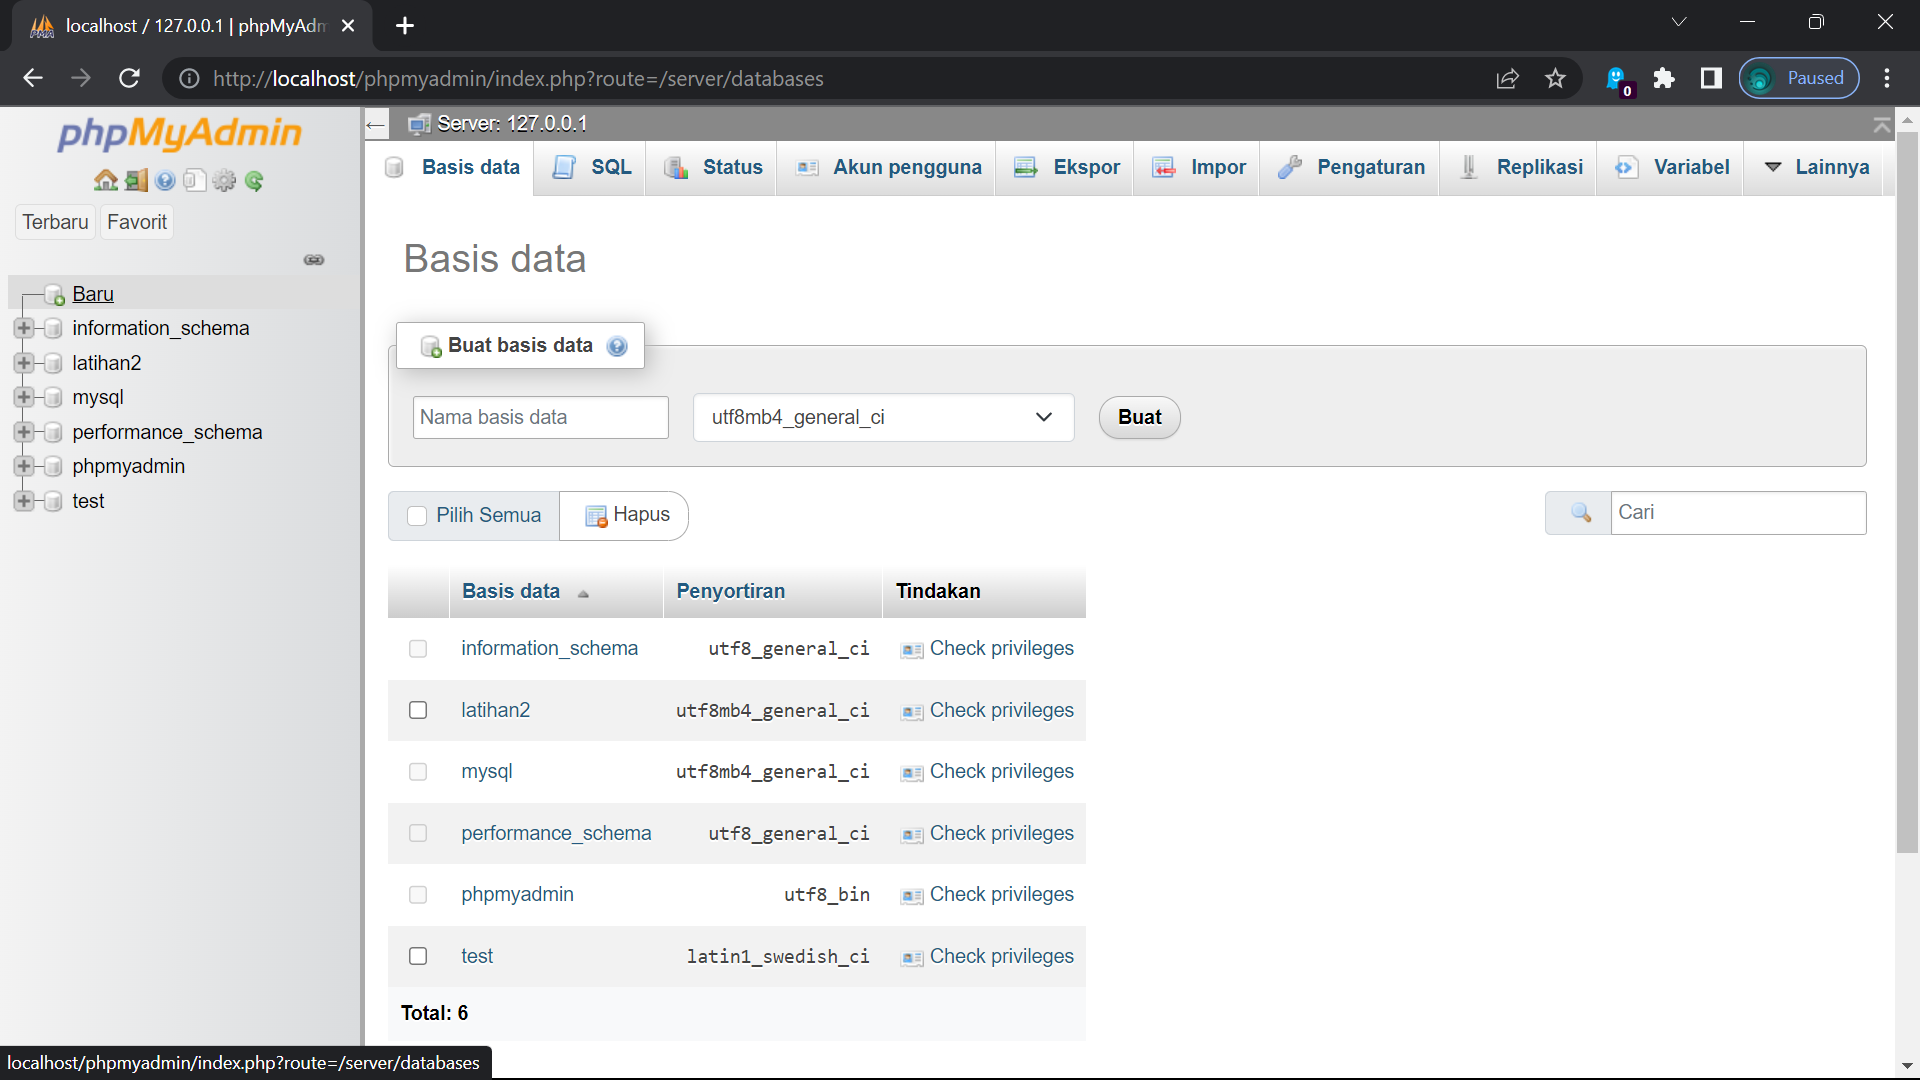 localhost / 127.0.0.1 | phpMyAdm
http://localhost/phpmyadmin/index.php?route=/server/databases
0
Paused
phpMyAdmin
Terbaru
Favorit
Baru
information_schema
latihan2
mysql
performance_schema
phpmyadmin
test
Server: 127.0.0.1
Basis data
SQL
Status
Akun pengguna
Ekspor
Impor
Pengaturan
Replikasi
Variabel
Lainnya
Basis data
Buat basis data
Nama basis data
utf8mb4_general_ci
Buat
Pilih Semua
Hapus
Cari
Basis data Penyortiran Tindakan
information_schema utf8_general_ci Check privileges
latihan2 utf8mb4_general_ci Check privileges
mysql utf8mb4_general_ci Check privileges
performance_schema utf8_general_ci Check privileges
phpmyadmin utf8_bin Check privileges
test latin1_swedish_ci Check privileges
Total: 6
localhost/phpmyadmin/index.php?route=/server/databases